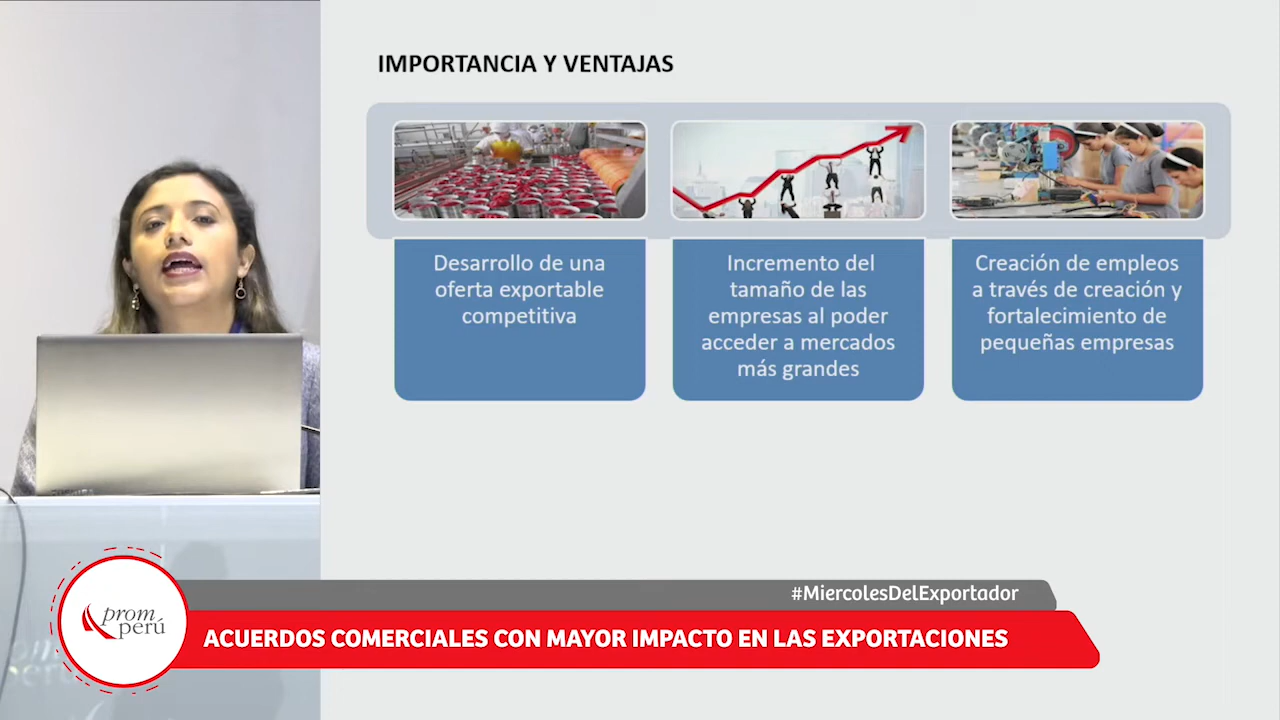 IMPORTANCIA Y VENTAJAS
Desarrollo de una
oferta exportable
competitiva
Incremento del
tamaño de las
empresas al poder
acceder a mercados
más grandes
Creación de empleos
a través de creación y
fortalecimiento de
pequeñas empresas
#MiercolesDelExportador
prom
perú
ACUERDOS COMERCIALES CON MAYOR IMPACTO EN LAS EXPORTACIONES